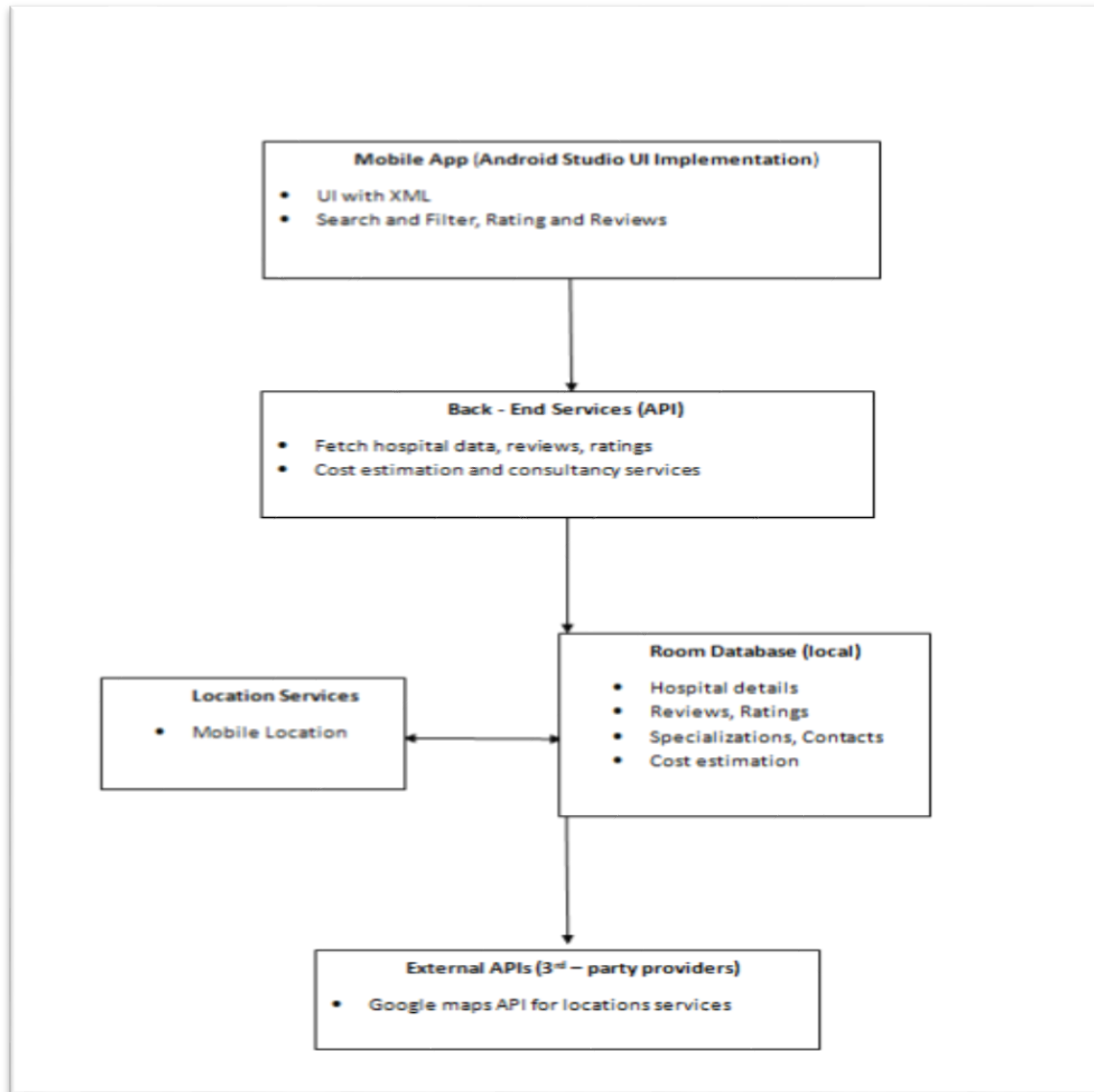 Mobile App (Android Studio UI Implementation)
• UI with XML
• Search and Filter, Rating and Reviews
Back - End Services (API)
• Fetch hospital data, reviews, ratings
• Cost estimation and consultancy services
Room Database (local)
• Hospital details
• Reviews, Ratings
• Specializations, Contacts
• Cost estimation
Location Services
• Mobile Location
External APIs (3rd – party providers)
• Google maps API for locations services